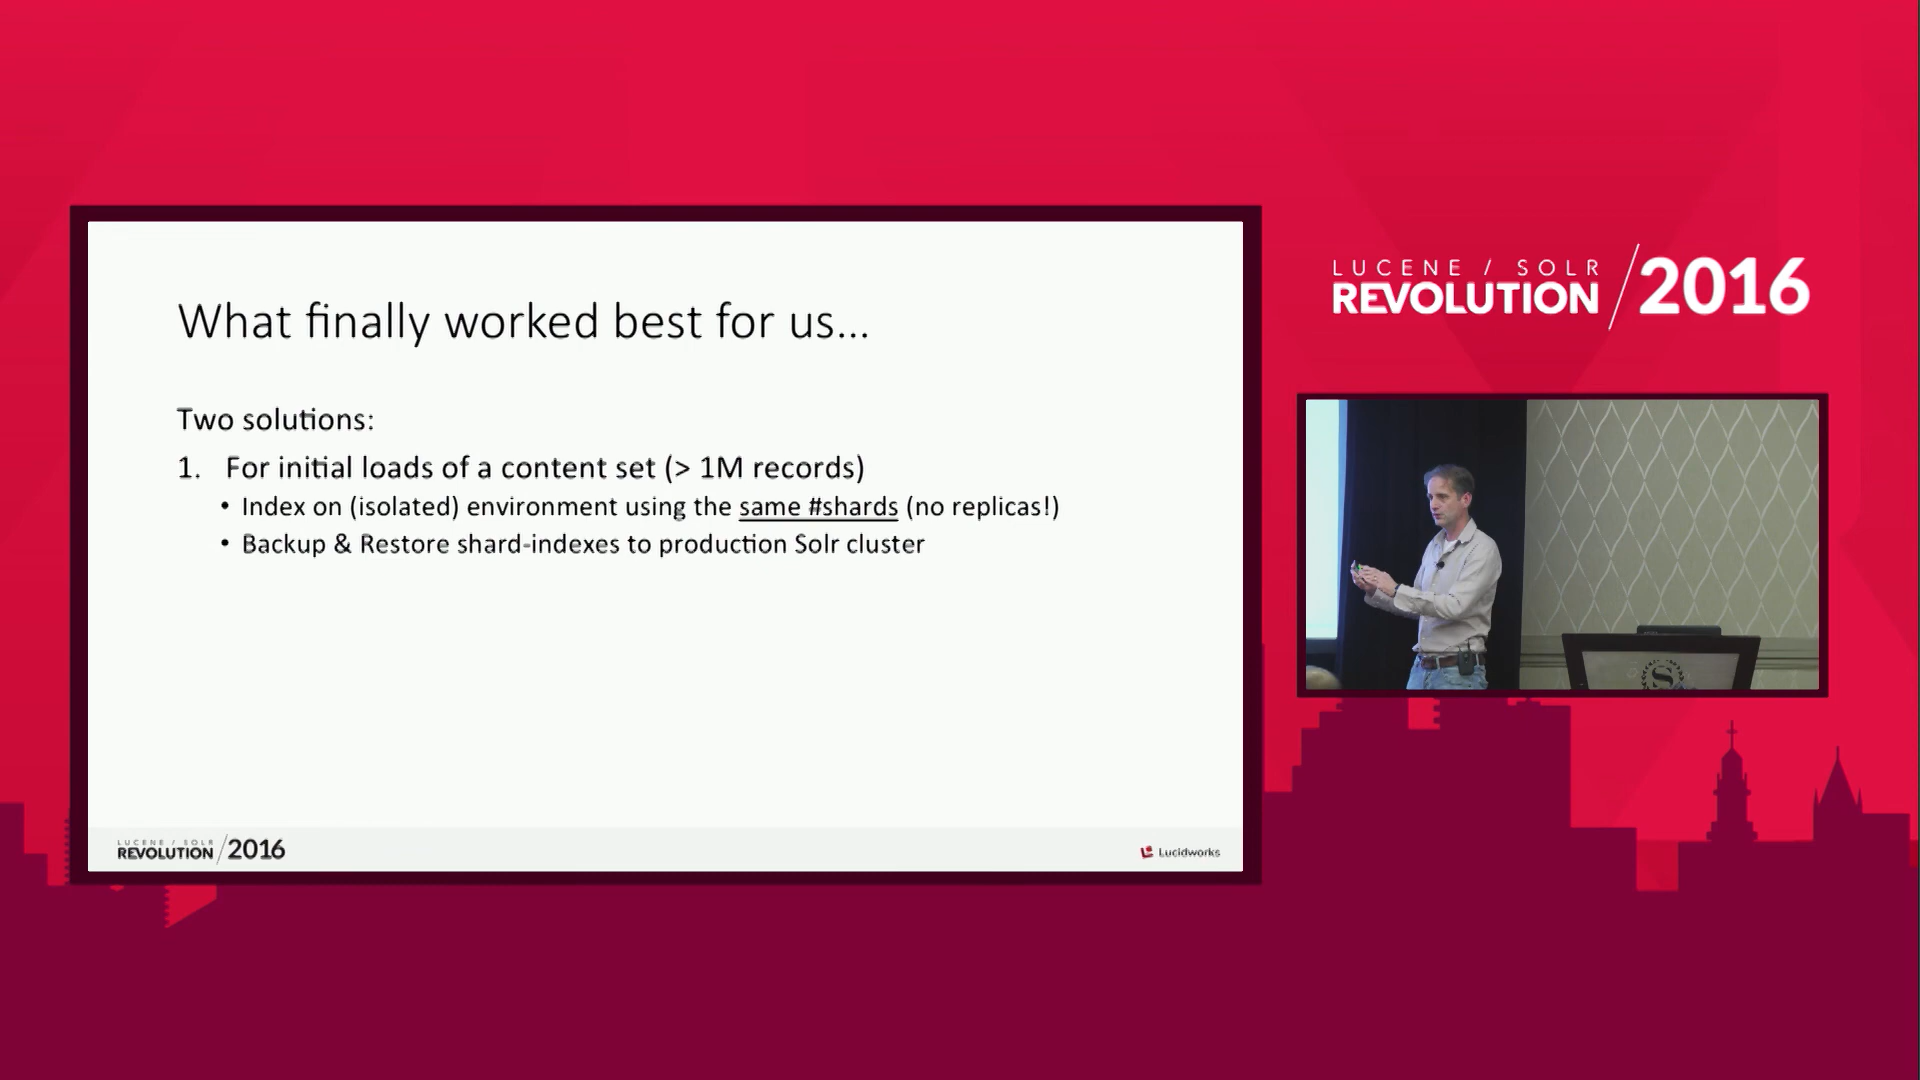 What finally worked best for us...
Two solutions:
1. For initial loads of a content set (> 1M records)
• Index on (isolated) environment using the same #shards (no replicas!)
• Backup & Restore shard-indexes to production Solr cluster
LUCENE / SOLR
REVOLUTION / 2016
Lucidworks
LUCENE / SOLR
REVOLUTION / 2016
S